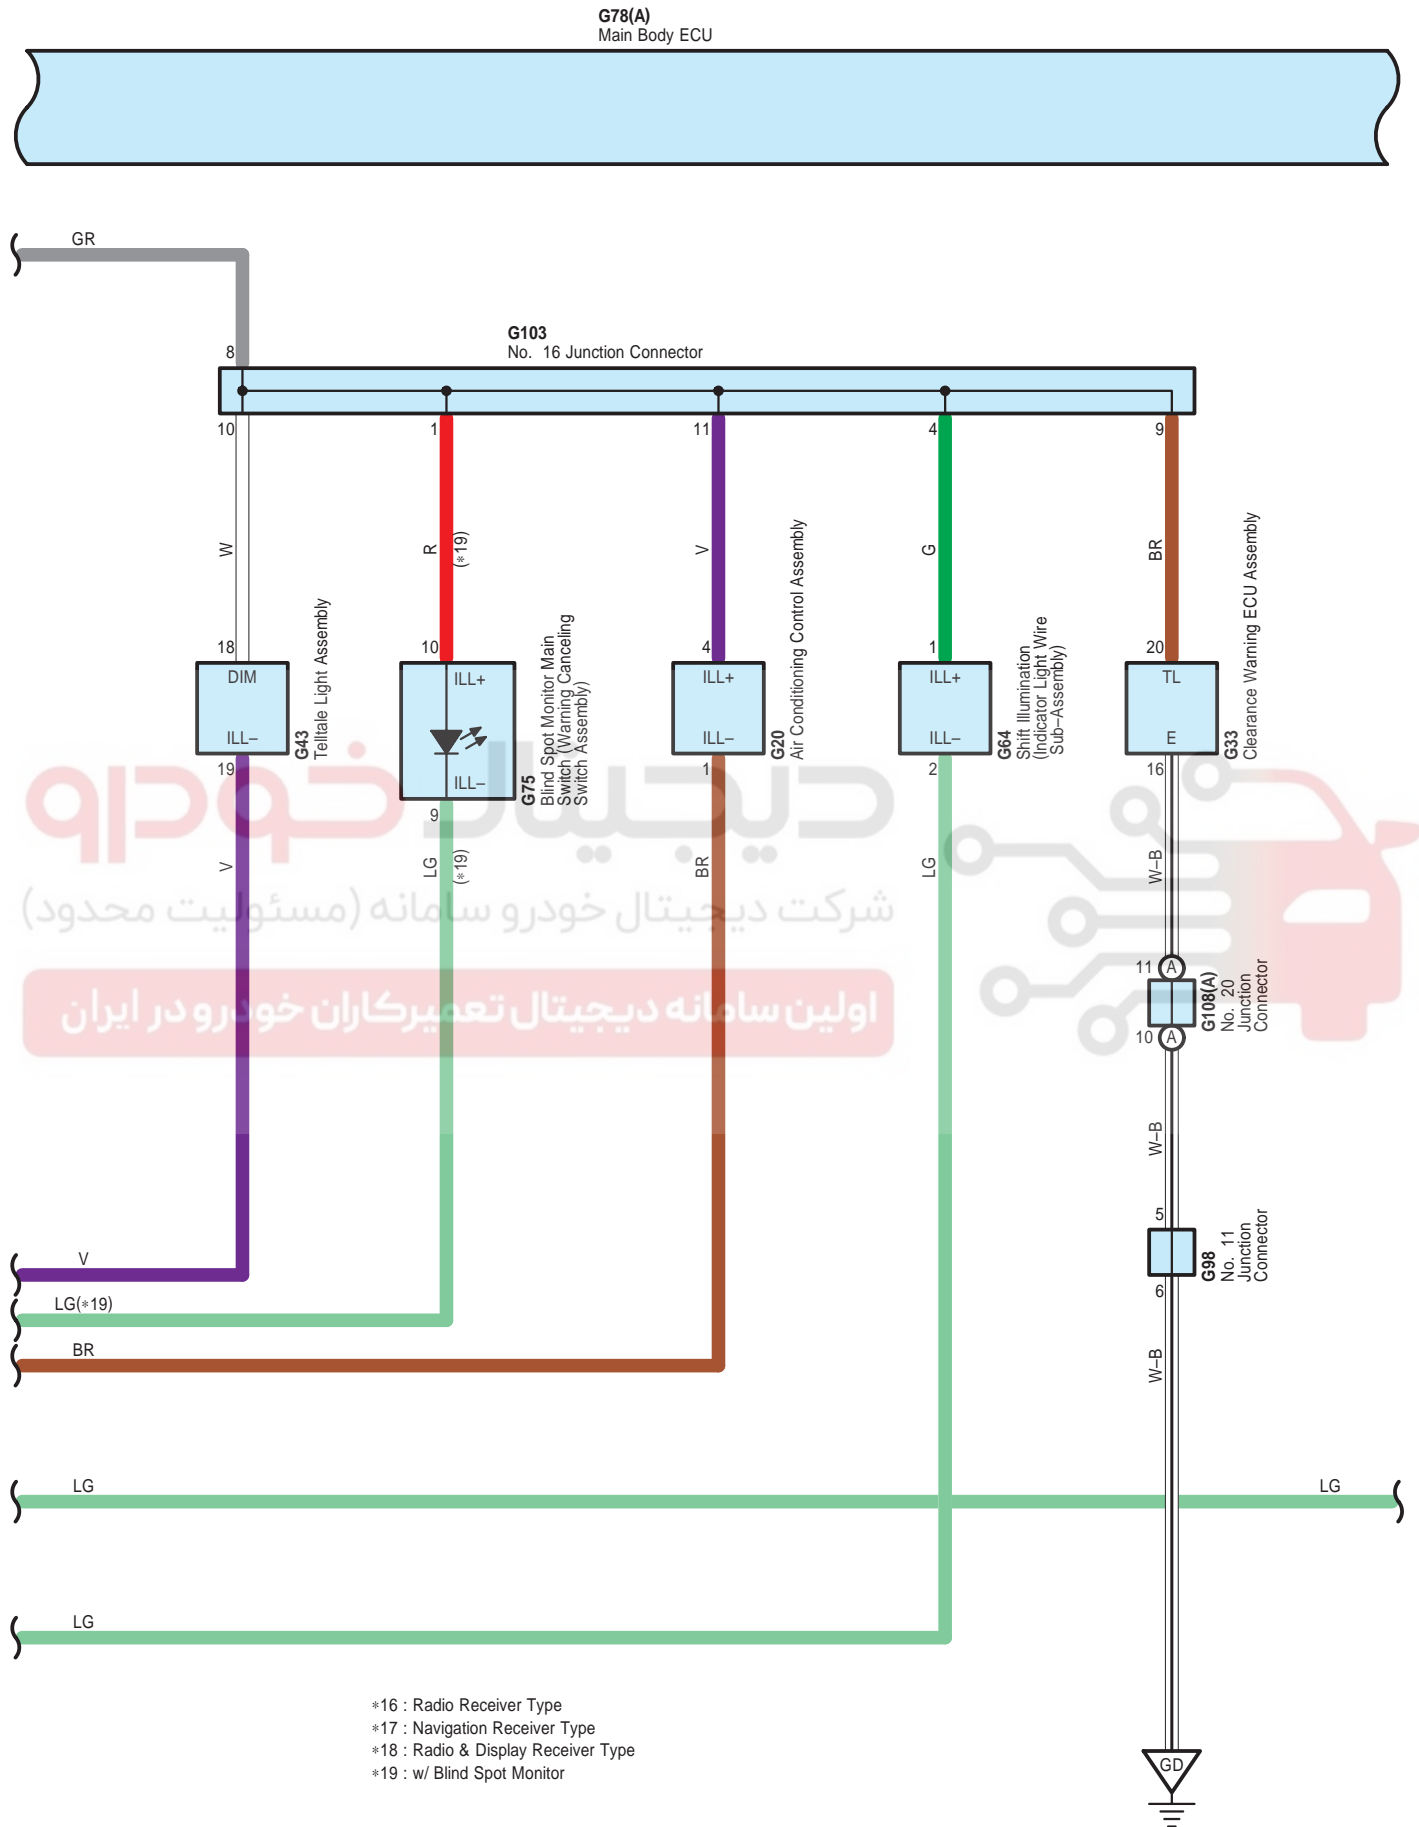 G78(A)
Main Body ECU
GR
G103
No. 16 Junction Connector
8
10
1
11
4
9
W
R
(*19)
V
G
BR
18
10
4
1
20
DIM
ILL–
G43
Telltale Light Assembly
ILL+
ILL–
G75
Blind Spot Monitor Main
Switch (Warning Canceling
Switch Assembly)
ILL+
ILL–
G20
Air Conditioning Control Assembly
ILL+
ILL–
G64
Shift Illumination
(Indicator Light Wire
Sub–Assembly)
TL
E
G33
Clearance Warning ECU Assembly
19
9
1
2
16
دیجیتال خودرو
V
LG
(*19)
BR
LG
W–B
شرکت دیجیتال خودرو سامانه (مسئولیت محدود)
اولین سامانه دیجیتال تعمیرکاران خودرو در ایران
11
A
G108(A)
No. 20
Junction
Connector
10
A
W–B
5
G98
No. 11
Junction
Connector
6
W–B
V
LG(*19)
BR
LG
LG
LG
*16 : Radio Receiver Type
*17 : Navigation Receiver Type
*18 : Radio & Display Receiver Type
*19 : w/ Blind Spot Monitor
GD